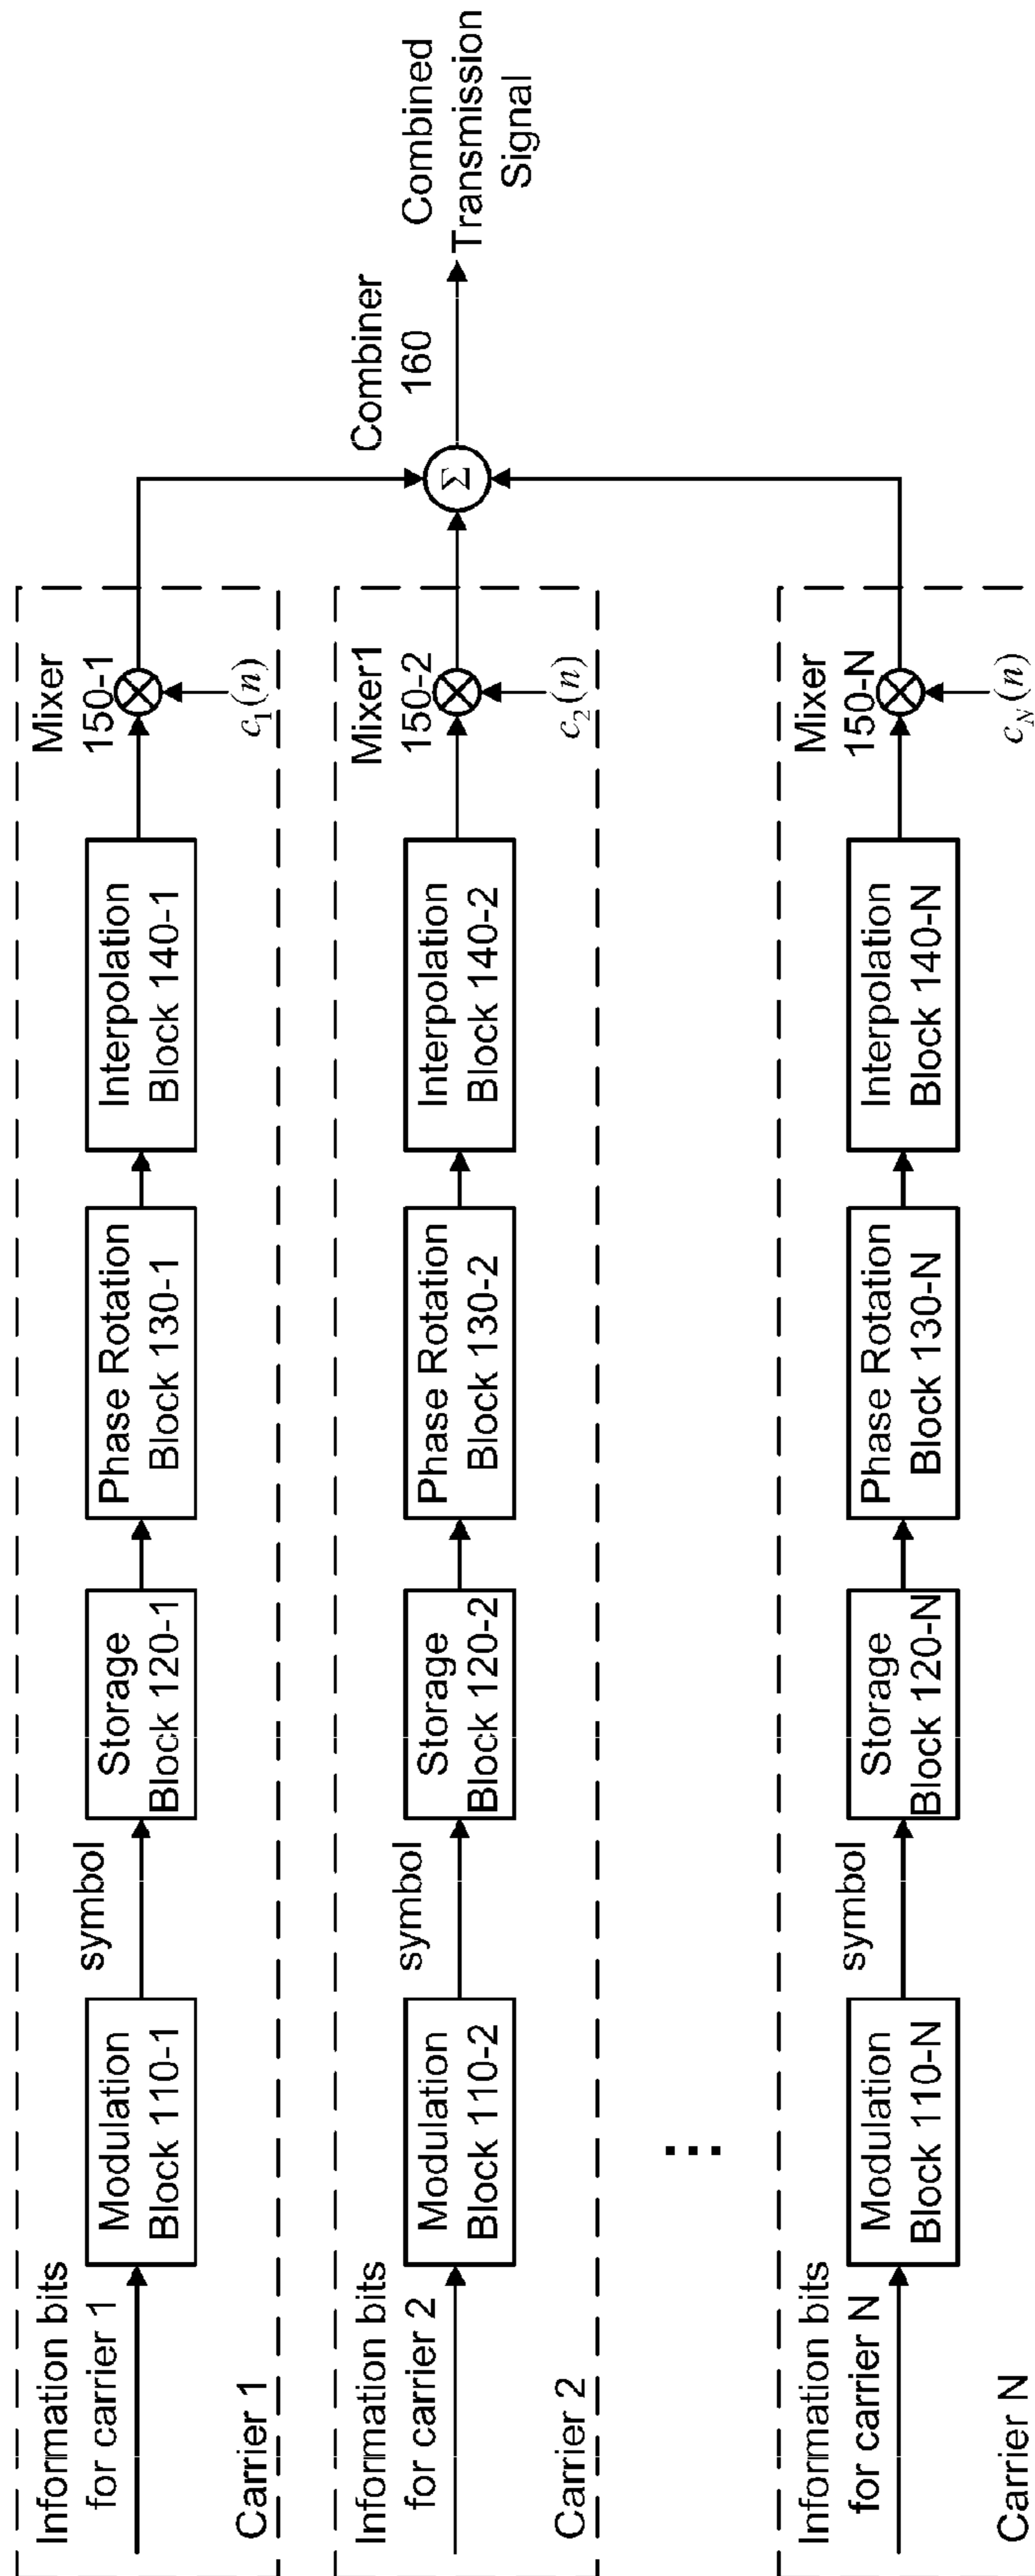 Information bits
for carrier 1
Modulation
Block 110-1
symbol
Storage
Block 120-1
Phase Rotation
Block 130-1
Interpolation
Block 140-1
Mixer
150-1
c1(n)
Carrier 1
Information bits
for carrier 2
Modulation
Block 110-2
symbol
Storage
Block 120-2
Phase Rotation
Block 130-2
Interpolation
Block 140-2
Mixer1
150-2
c2(n)
Carrier 2
Combiner
160
Σ
Combined
Transmission
Signal
...
Information bits
for carrier N
Modulation
Block 110-N
symbol
Storage
Block 120-N
Phase Rotation
Block 130-N
Interpolation
Block 140-N
Mixer
150-N
cN(n)
Carrier N